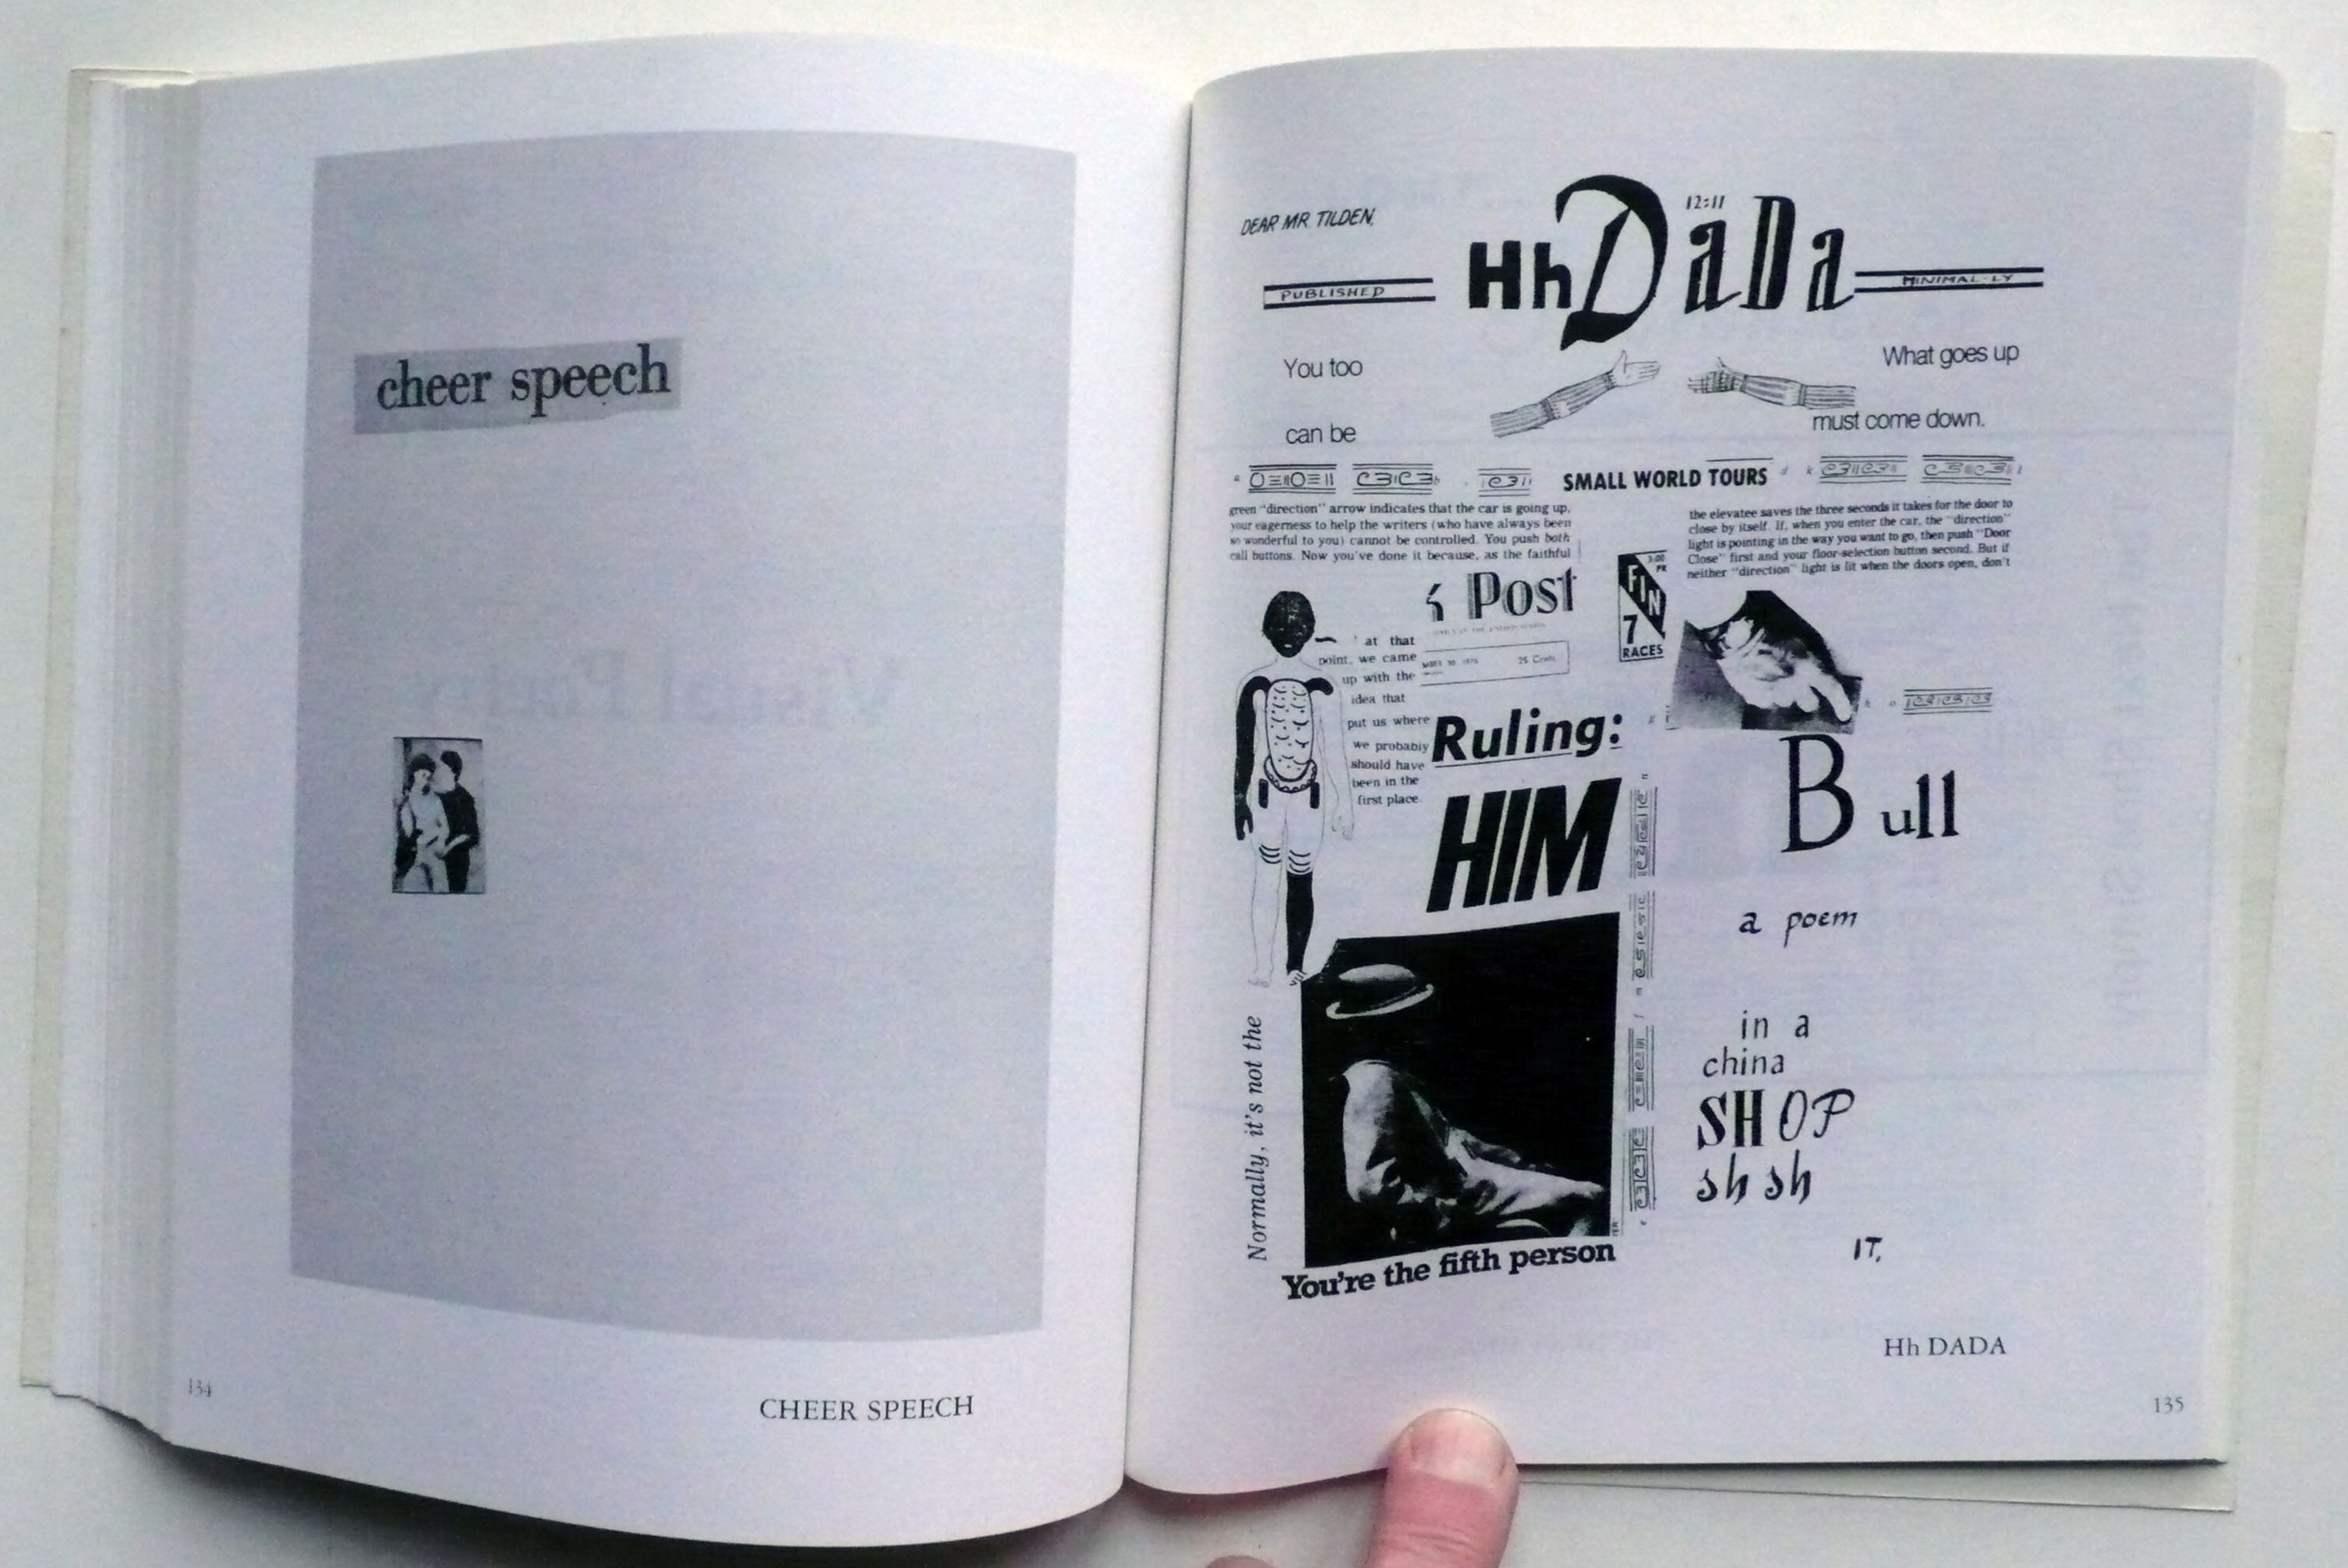 cheer speech
134
CHEER SPEECH
DEAR MR. TILDEN,
12:11
HhDaDa
PUBLISHED
MINIMAL-LY
You too
can be
What goes up
must come down.
SMALL WORLD TOURS
green "direction" arrow indicates that the car is going up,
your eagerness to help the writers (who have always been
so wonderful to you) cannot be controlled. You push both
call buttons. Now you've done it because, as the faithful
the elevatee saves the three seconds it takes for the door to
close by itself. If, when you enter the car, the "direction"
light is pointing in the way you want to go, then push "Door
Close" first and your floor-selection button second. But if
neither "direction" light is lit when the doors open, don't
Post
25 Cents
FIN
7
RACES
at that
point, we came
up with the
idea that
put us where
we probably
should have
been in the
first place.
Ruling:
HIM
Normally, it's not the
You're the fifth person
Bull
a poem
in a
china
SHOP
sh sh
IT.
Hh DADA
135